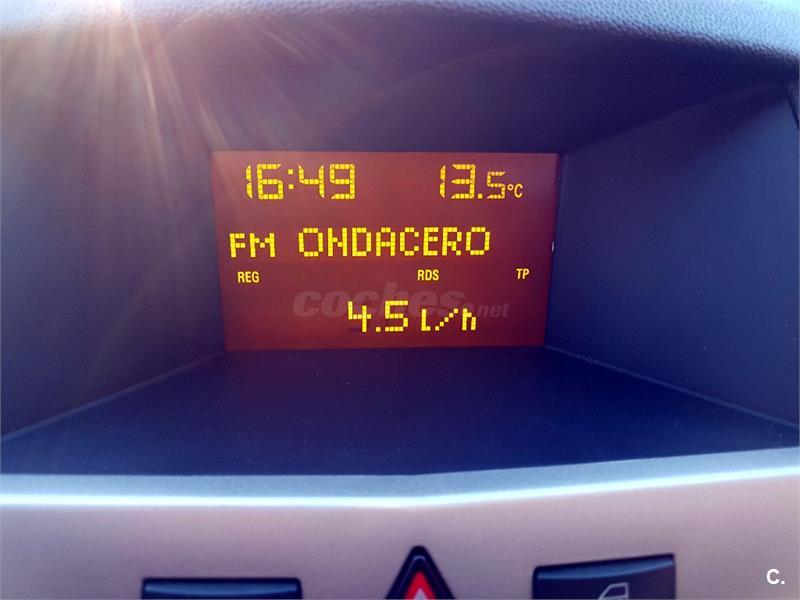 16:49 13.5°C
FM ONDACERO
REG RDS TP
coches.net
4.5 l/h
C.